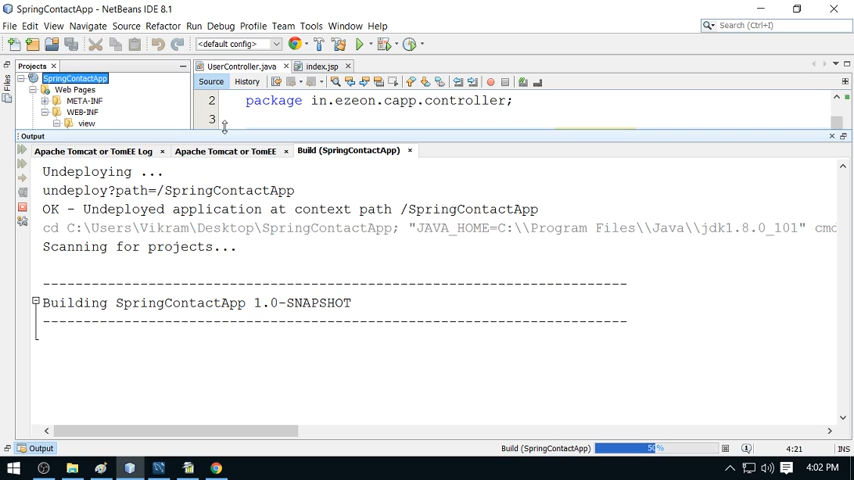 SpringContactApp - NetBeans IDE 8.1
File Edit View Navigate Source Refactor Run Debug Profile Team Tools Window Help
Search (Ctrl+I)
<default config>
Projects
UserController.java
index.jsp
Files
SpringContactApp
Source History
Web Pages
META-INF
WEB-INF
view
2 package in.ezeon.capp.controller;
3
Output
Apache Tomcat or TomEE Log
Apache Tomcat or TomEE
Build (SpringContactApp)
Undeploying ...
undeploy?path=/SpringContactApp
OK - Undeployed application at context path /SpringContactApp
cd C:\Users\Vikram\Desktop\SpringContactApp; "JAVA_HOME=C:\\Program Files\\Java\\jdk1.8.0_101" cmd
Scanning for projects...
------------------------------------------------------------------------
Building SpringContactApp 1.0-SNAPSHOT
------------------------------------------------------------------------
Output
Build (SpringContactApp)
50%
4:21
INS
4:02 PM